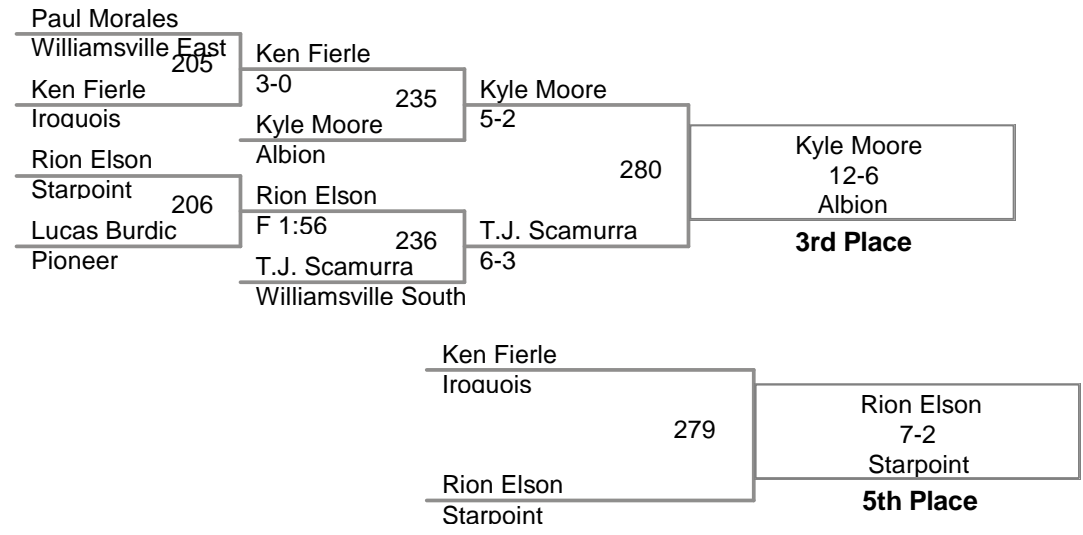 Paul Morales
Williamsville East
205
Ken Fierle
Iroquois
Rion Elson
Starpoint
206
Lucas Burdic
Pioneer
Ken Fierle
3-0
235
Kyle Moore
Albion
Rion Elson
F 1:56
236
T.J. Scamurra
Williamsville South
Kyle Moore
5-2
280
T.J. Scamurra
6-3
Kyle Moore
12-6
Albion
3rd Place
Ken Fierle
Iroquois
279
Rion Elson
Starpoint
Rion Elson
7-2
Starpoint
5th Place